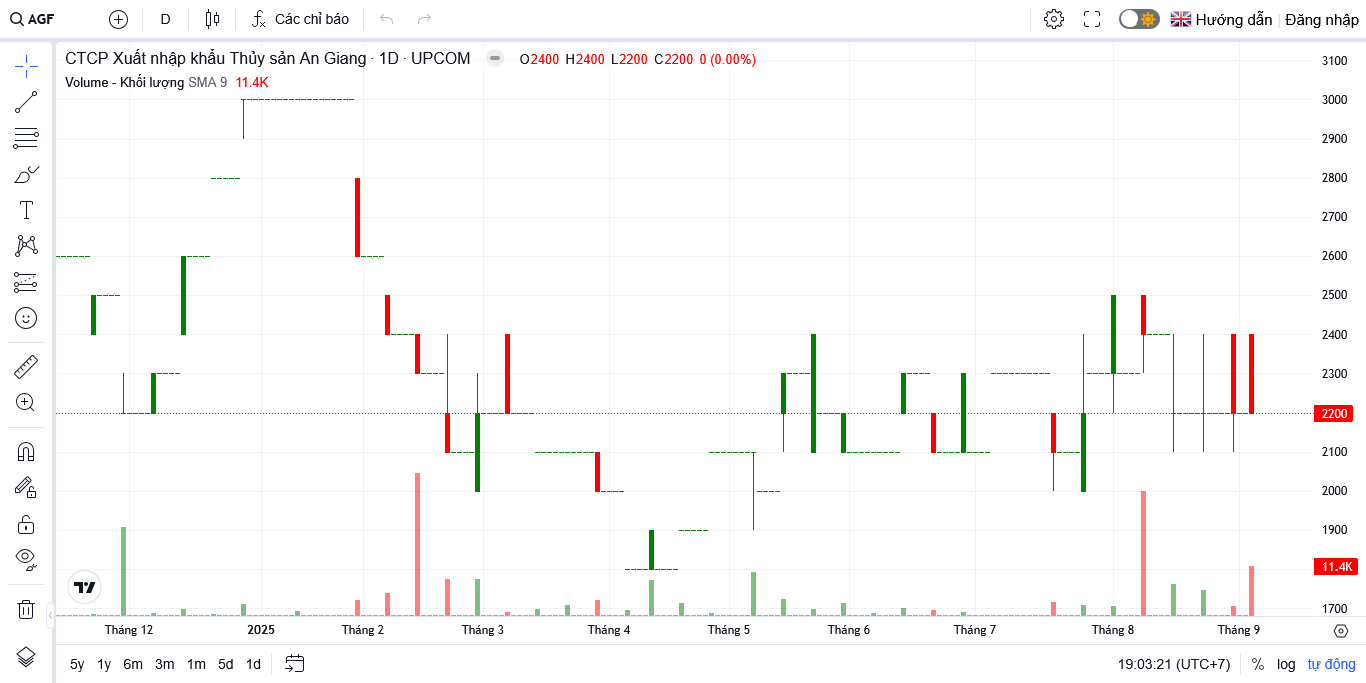 AGF D Các chỉ báo Hướng dẫn Đăng nhập
CTCP Xuất nhập khẩu Thủy sản An Giang · 1D · UPCOM O2400 H2400 L2200 C2200 0 (0.00%)
Volume - Khối lượng SMA 9 11.4K
3100
3000
2900
2800
2700
2600
2500
2400
2300
2200
2100
2000
1900
11.4K
1700
Tháng 12 2025 Tháng 2 Tháng 3 Tháng 4 Tháng 5 Tháng 6 Tháng 7 Tháng 8 Tháng 9
5y 1y 6m 3m 1m 5d 1d 19:03:21 (UTC+7) % log tự động